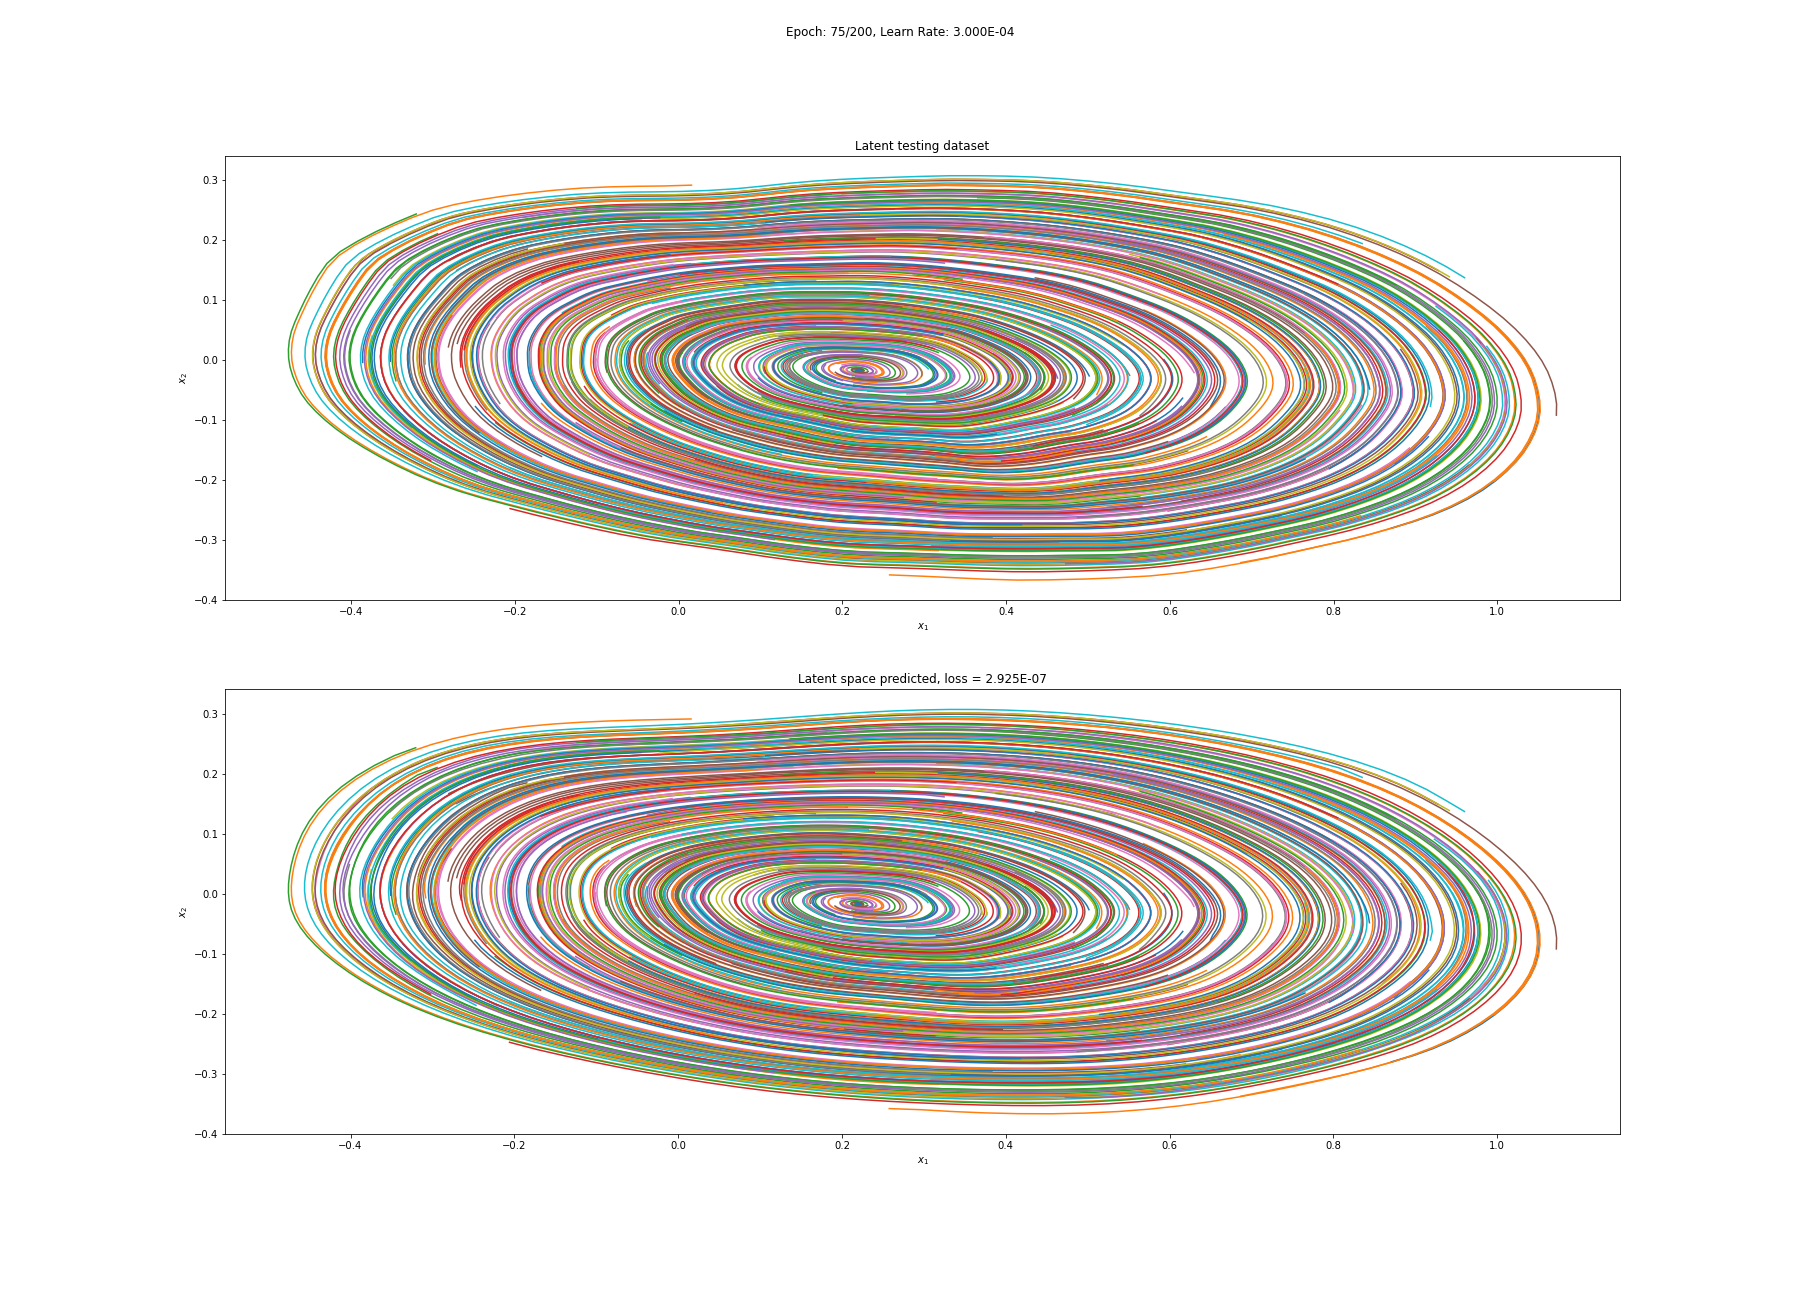 Epoch: 75/200, Learn Rate: 3.000E-04
Latent testing dataset
0.3
0.2
0.1
0.0
−0.1
−0.2
−0.3
−0.4
x₂
−0.4 −0.2 0.0 0.2 0.4 0.6 0.8 1.0
x₁
Latent space predicted, loss = 2.925E-07
0.3
0.2
0.1
0.0
−0.1
−0.2
−0.3
−0.4
x₂
−0.4 −0.2 0.0 0.2 0.4 0.6 0.8 1.0
x₁